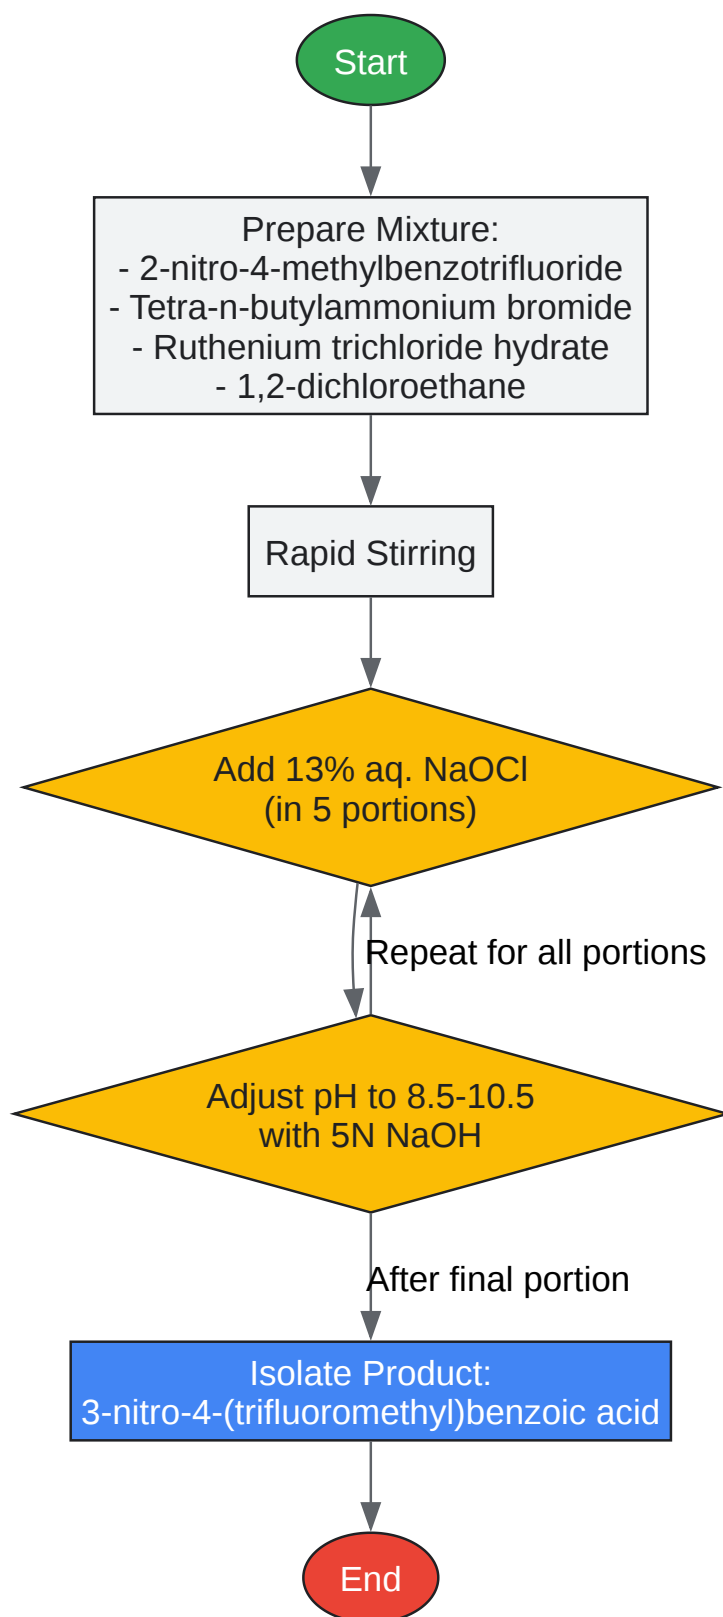 Start
Prepare Mixture:
- 2-nitro-4-methylbenzotrifluoride
- Tetra-n-butylammonium bromide
- Ruthenium trichloride hydrate
- 1,2-dichloroethane
Rapid Stirring
Add 13% aq. NaOCl
(in 5 portions)
Repeat for all portions
Adjust pH to 8.5-10.5
with 5N NaOH
After final portion
Isolate Product:
3-nitro-4-(trifluoromethyl)benzoic acid
End